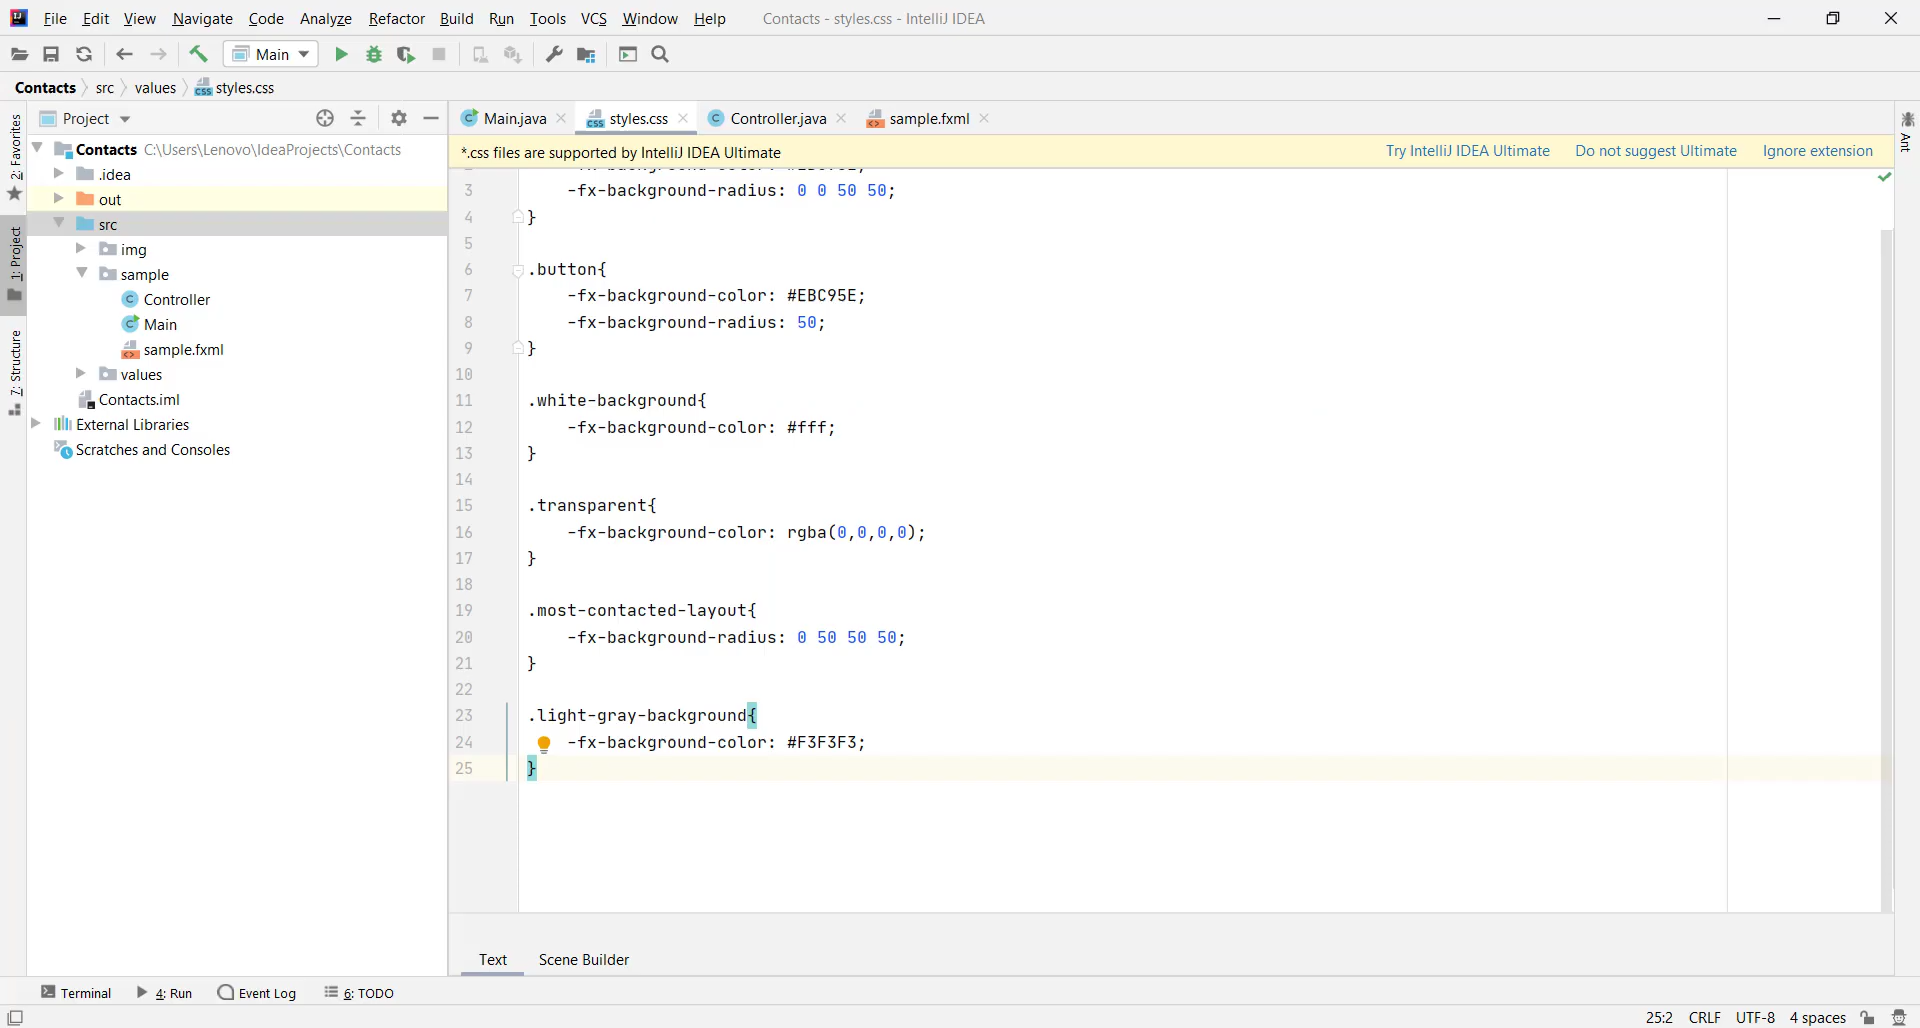 File Edit View Navigate Code Analyze Refactor Build Run Tools VCS Window Help Contacts - styles.css - IntelliJ IDEA
Main
Contacts src values styles.css
Project
Main.java styles.css Controller.java sample.fxml
*.css files are supported by IntelliJ IDEA Ultimate Try IntelliJ IDEA Ultimate Do not suggest Ultimate Ignore extension
2: Favorites
1: Project
7: Structure
Contacts C:\Users\Lenovo\IdeaProjects\Contacts
.idea
out
src
img
sample
Controller
Main
sample.fxml
values
Contacts.iml
External Libraries
Scratches and Consoles
3 -fx-background-radius: 0 0 50 50;
4 }
5
6 .button{
7 -fx-background-color: #EBC95E;
8 -fx-background-radius: 50;
9 }
10
11 .white-background{
12 -fx-background-color: #fff;
13 }
14
15 .transparent{
16 -fx-background-color: rgba(0,0,0,0);
17 }
18
19 .most-contacted-layout{
20 -fx-background-radius: 0 50 50 50;
21 }
22
23 .light-gray-background{
24 -fx-background-color: #F3F3F3;
25 }
Ant
Text Scene Builder
Terminal 4: Run Event Log 6: TODO
25:2 CRLF UTF-8 4 spaces